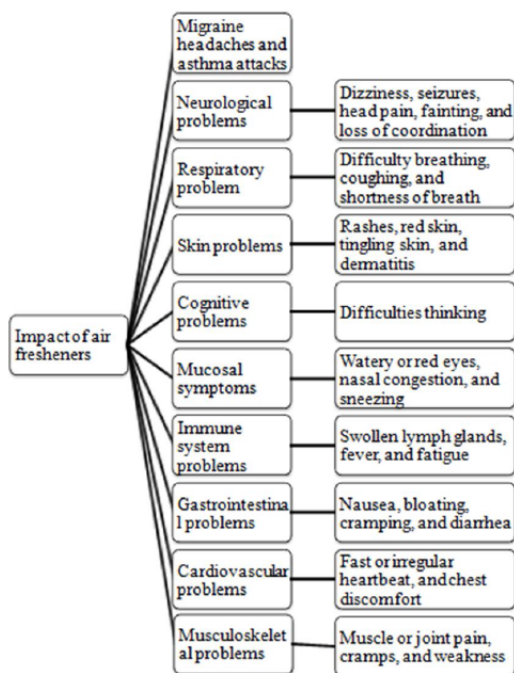 Migraine
headaches and
asthma attacks
Neurological
problems
Dizziness, seizures,
head pain, fainting, and
loss of coordination
Respiratory
problem
Difficulty breathing,
coughing, and
shortness of breath
Skin problems
Rashes, red skin,
tingling skin, and
dermatitis
Cognitive
problems
Difficulties thinking
Impact of air
fresheners
Mucosal
symptoms
Watery or red eyes,
nasal congestion, and
sneezing
Immune
system
problems
Swollen lymph glands,
fever, and fatigue
Gastrointestina
l problems
Nausea, bloating,
cramping, and diarrhea
Cardiovascular
problems
Fast or irregular
heartbeat, and chest
discomfort
Musculoskelet
al problems
Muscle or joint pain,
cramps, and weakness